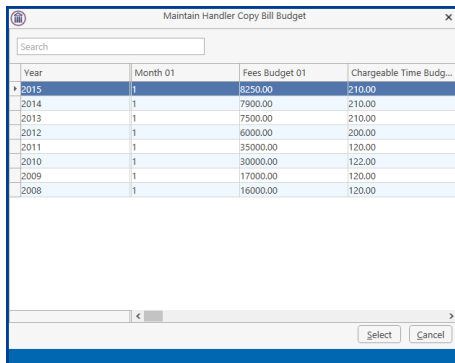 Maintain Handler Copy Bill Budget
Search
Year Month 01 Fees Budget 01 Chargeable Time Budg...
2015 1 8250.00 210.00
2014 1 7900.00 210.00
2013 1 7500.00 210.00
2012 1 6000.00 200.00
2011 1 35000.00 120.00
2010 1 30000.00 122.00
2009 1 17000.00 120.00
2008 1 16000.00 120.00
Select Cancel